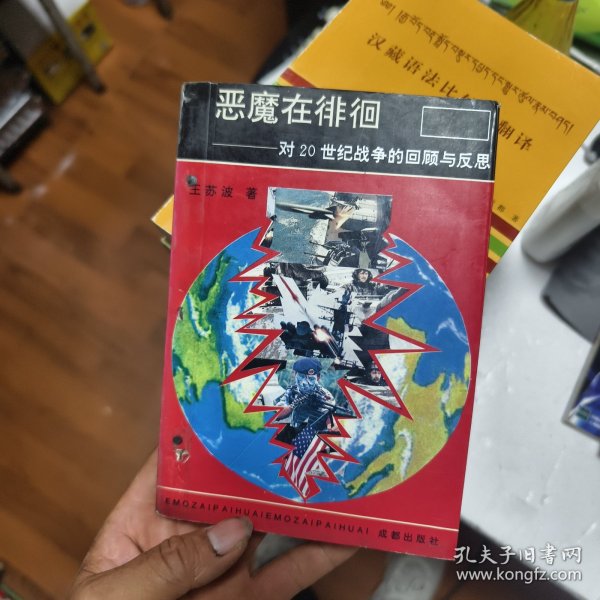 恶魔在徘徊
——对20世纪战争的回顾与反思
王苏波 著
EMOZAIPAIHUAIEMOZAIPAIHUAI 成都出版社
汉藏语法比
翻译
著
孔夫子旧书网
www.kongfz.com